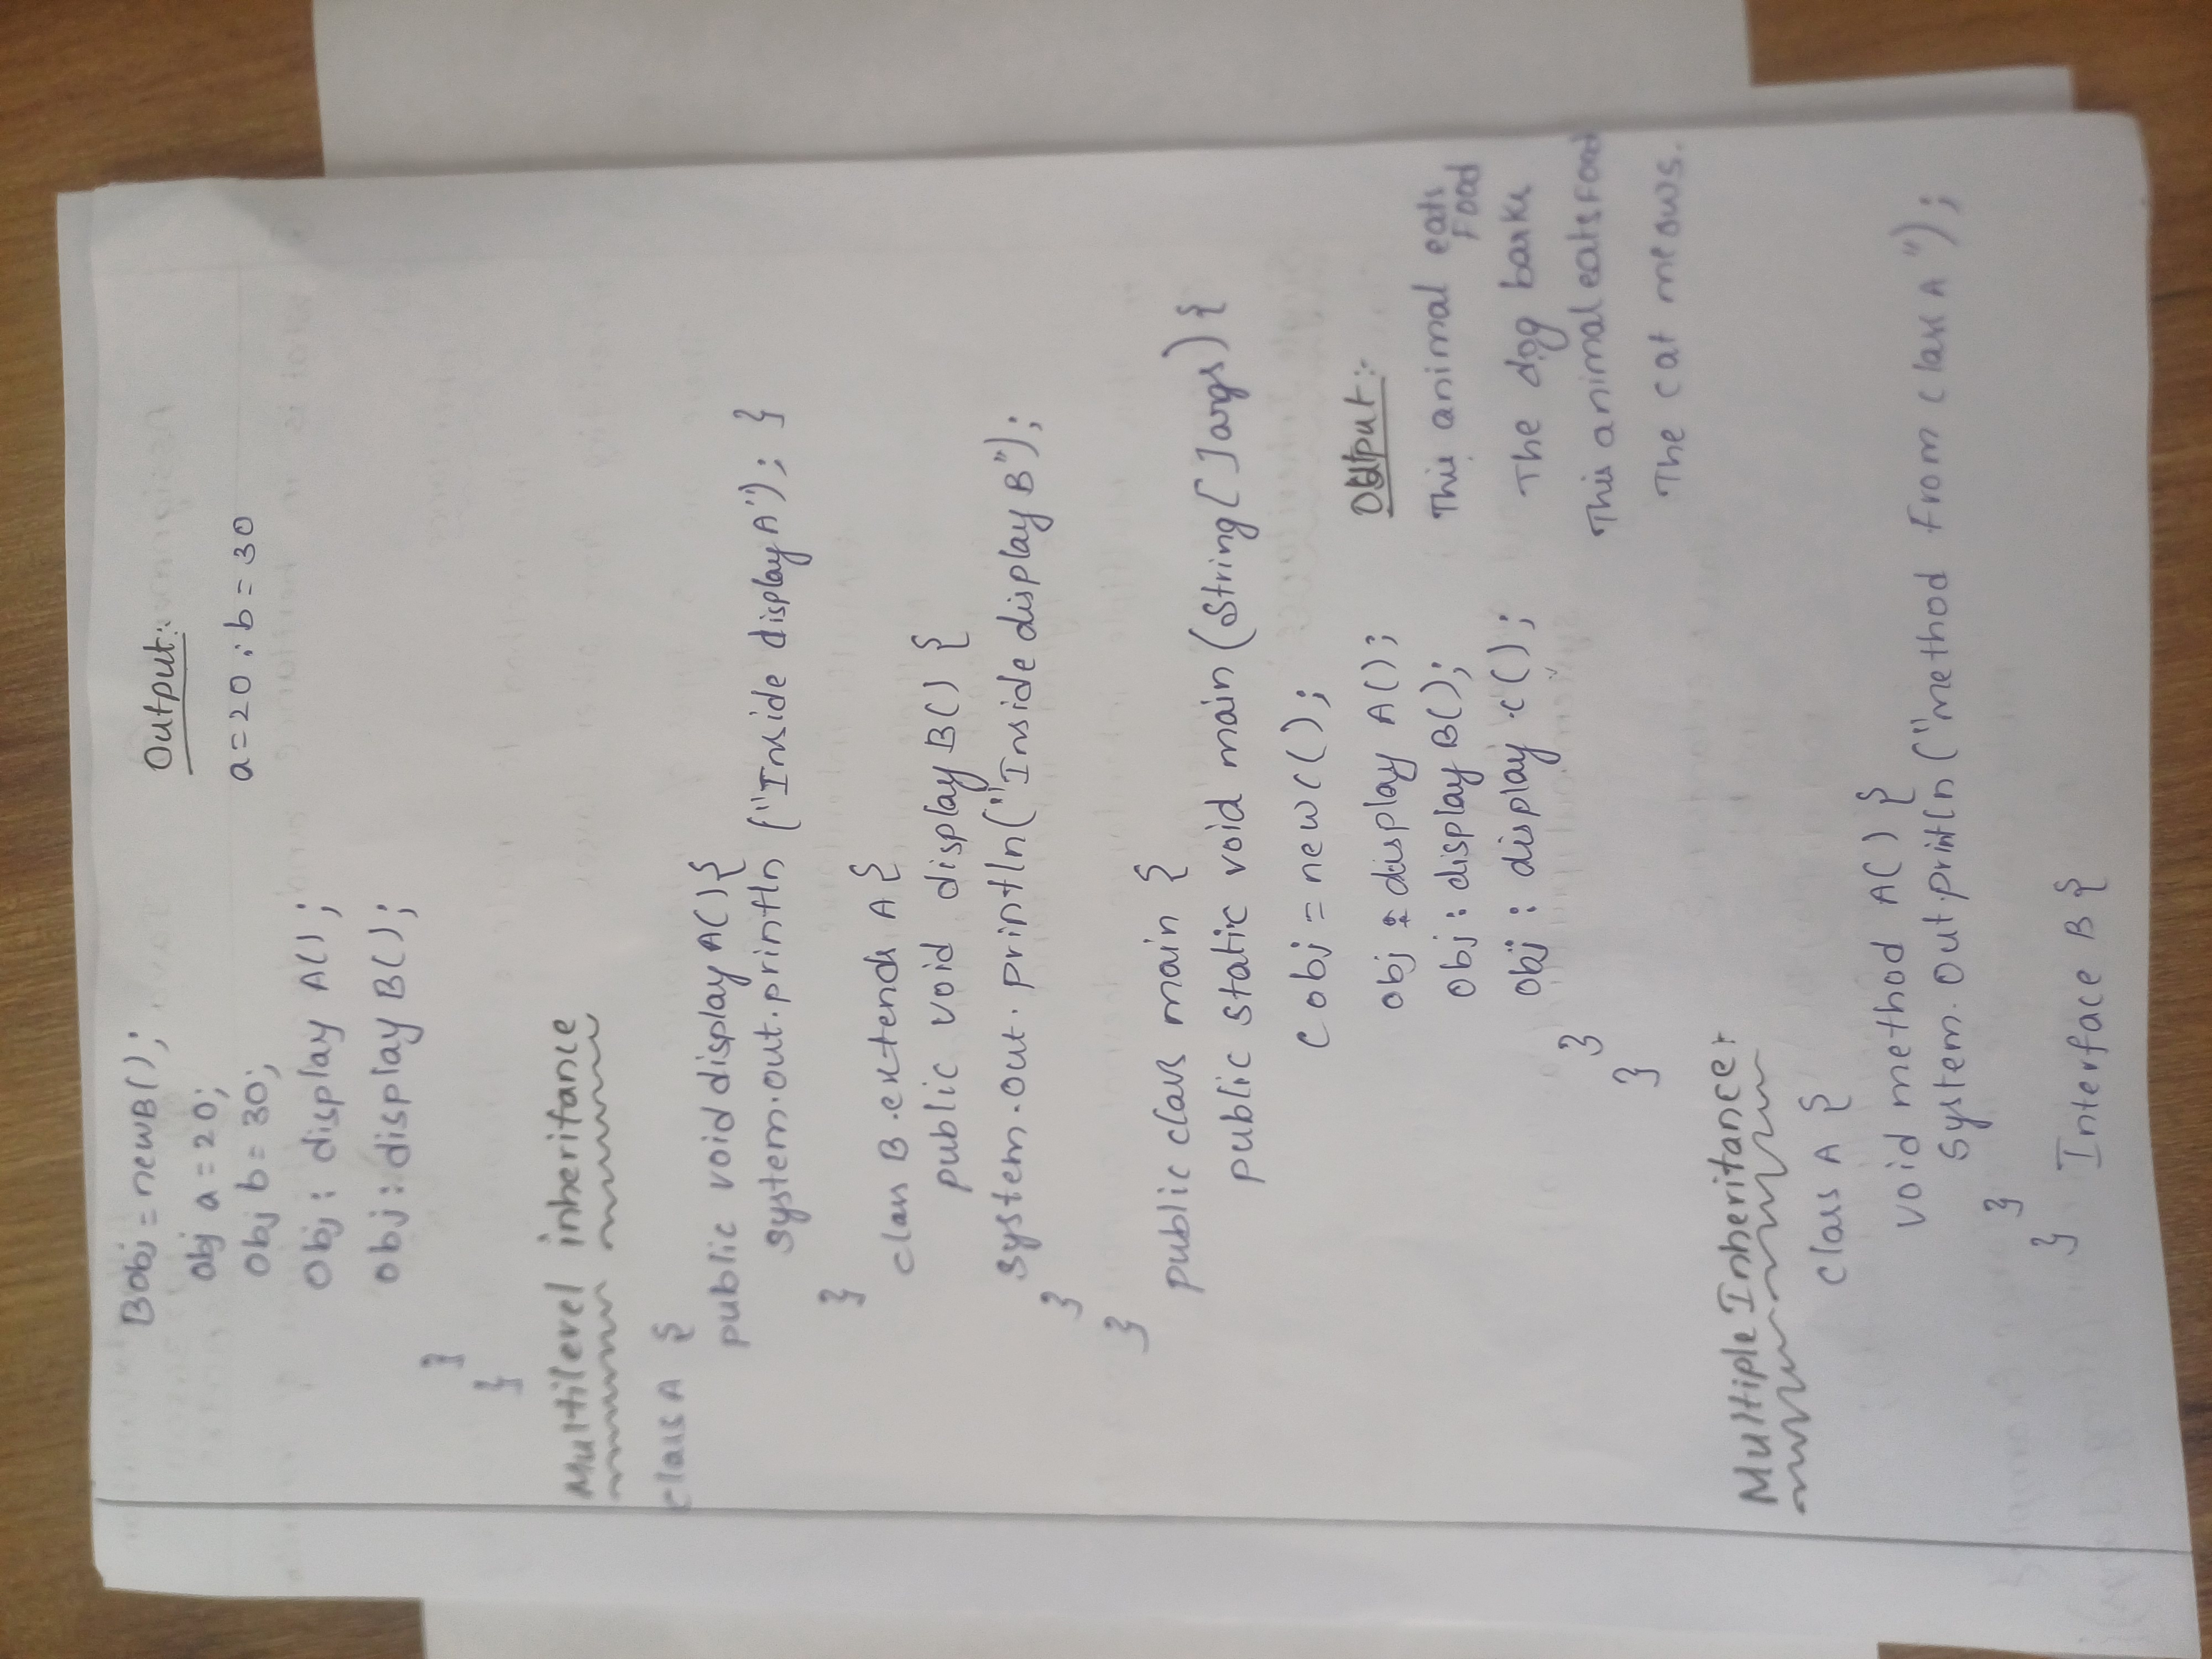 Bobj = newB();
Output:
obj a = 20;
a=20 ; b = 30
obj b = 30;
obj : display A();
obj : display B();
}
}
Multilevel inheritance
class A {
public void display A(){
system.out.println ("Inside display A"); }
}
class B.extends A {
public void display B() {
system.out.println("Inside display B");
}
}
public class main {
public static void main (String[ ]args) {
C obj = newC();
obj : display A();
Output:-
obj : display B();
This animal eats
Food
obj : display .c();
The dog barks
}
This animal eats Food
}
The cat meows.
Multiple Inheritance:
class A {
void method A() {
System.out.println ("method From class A");
}
}
Interface B {